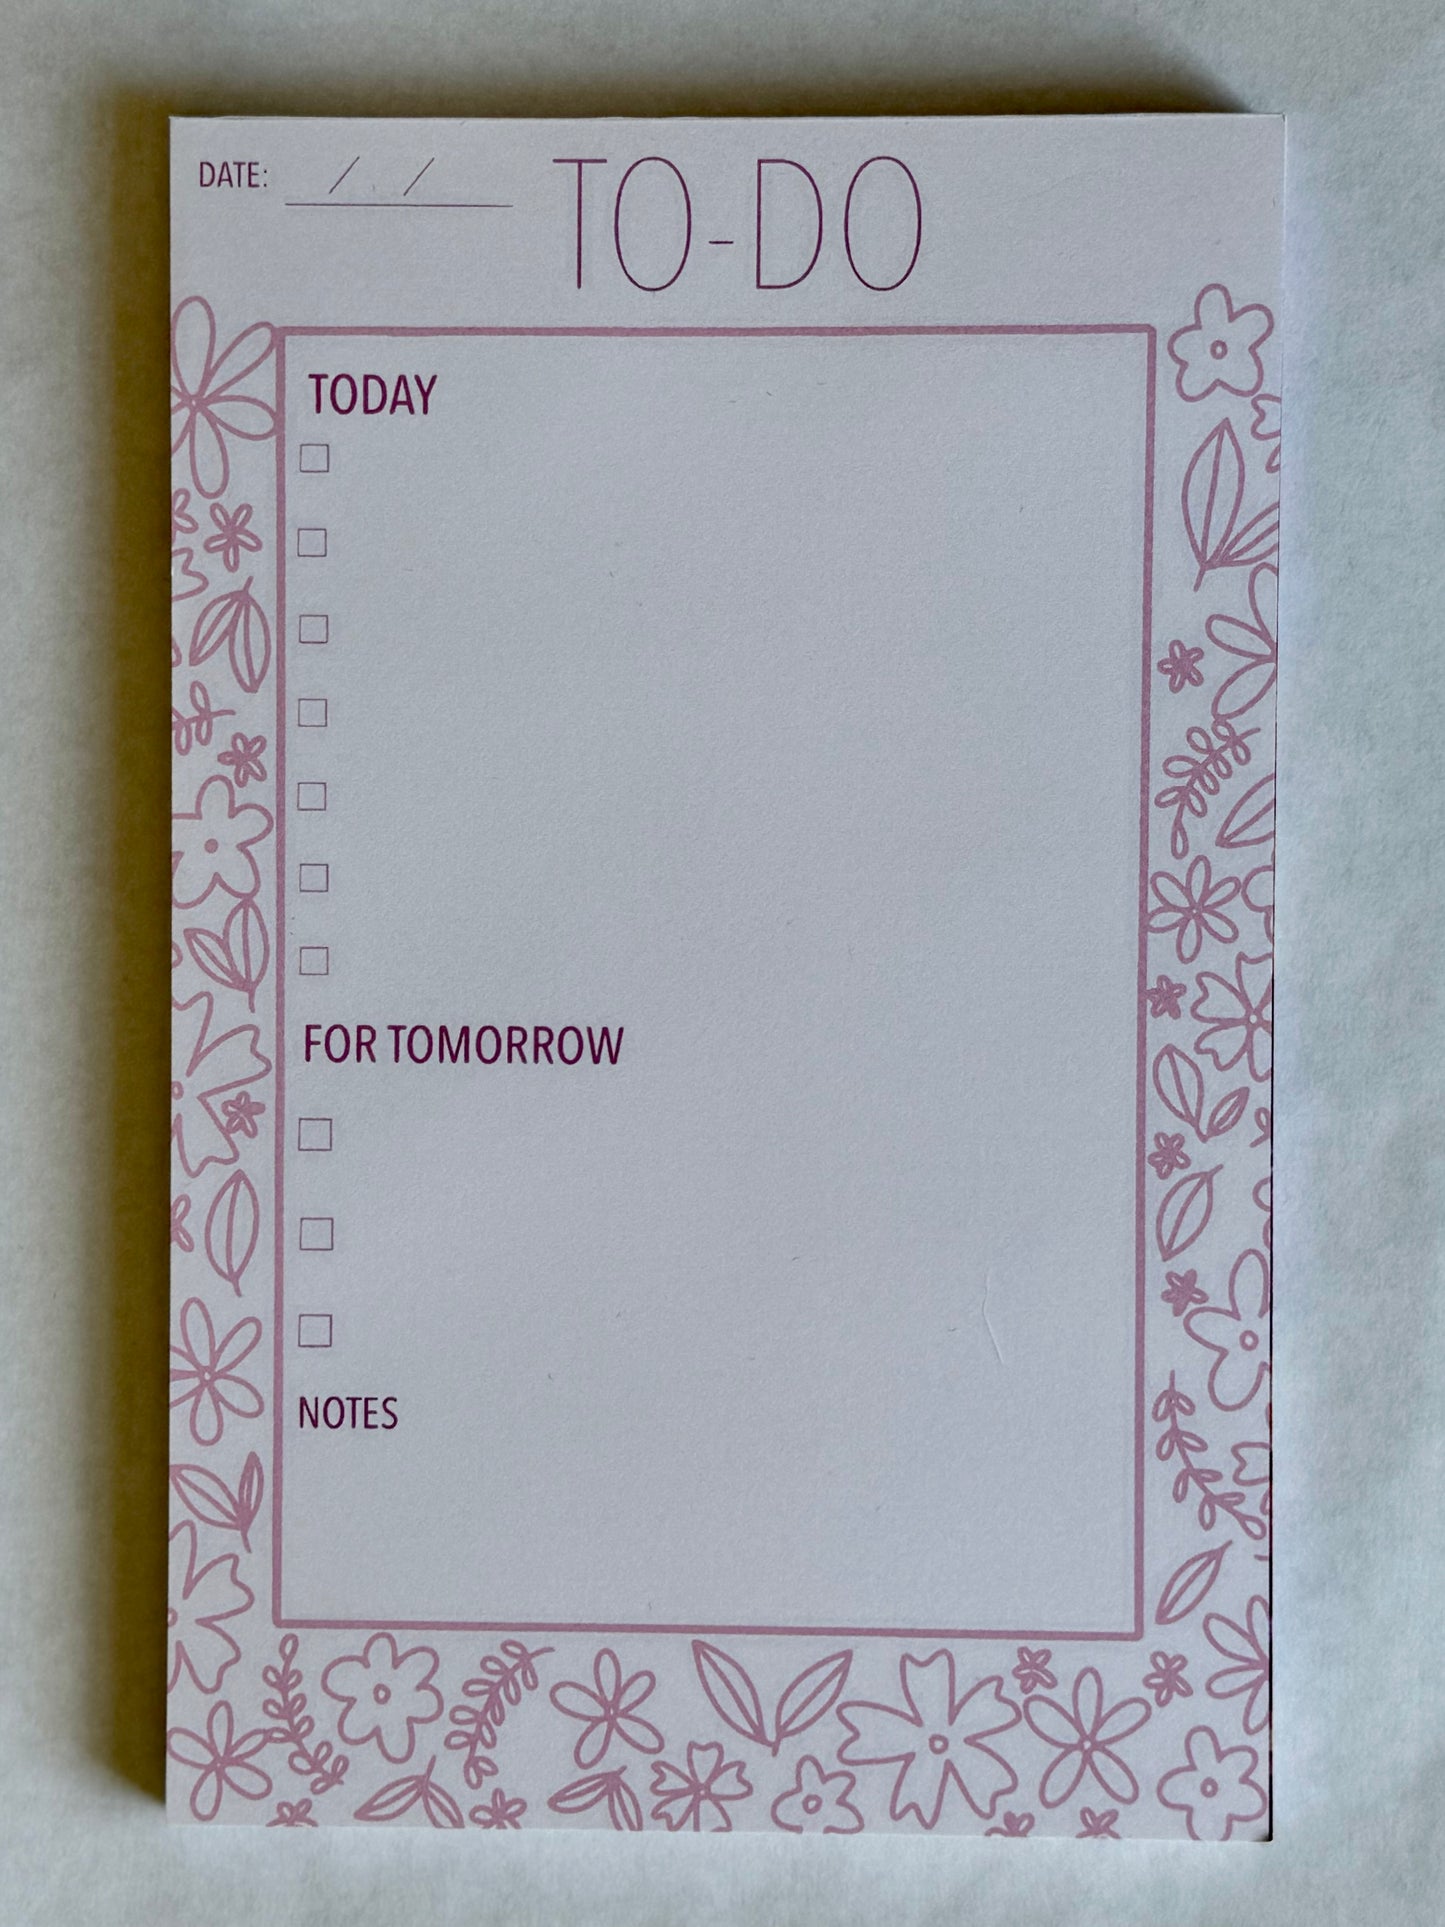 DATE: / /
TO-DO
TODAY
FOR TOMORROW
NOTES